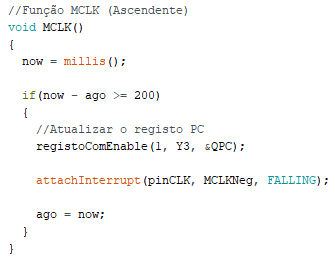 //Função MCLK (Ascendente)
void MCLK()
{
now = millis();
if(now - ago >= 200)
{
//Atualizar o registo PC
registoComEnable(1, Y3, &QPC);
attachInterrupt(pinCLK, MCLKNeg, FALLING);
ago = now;
}
}